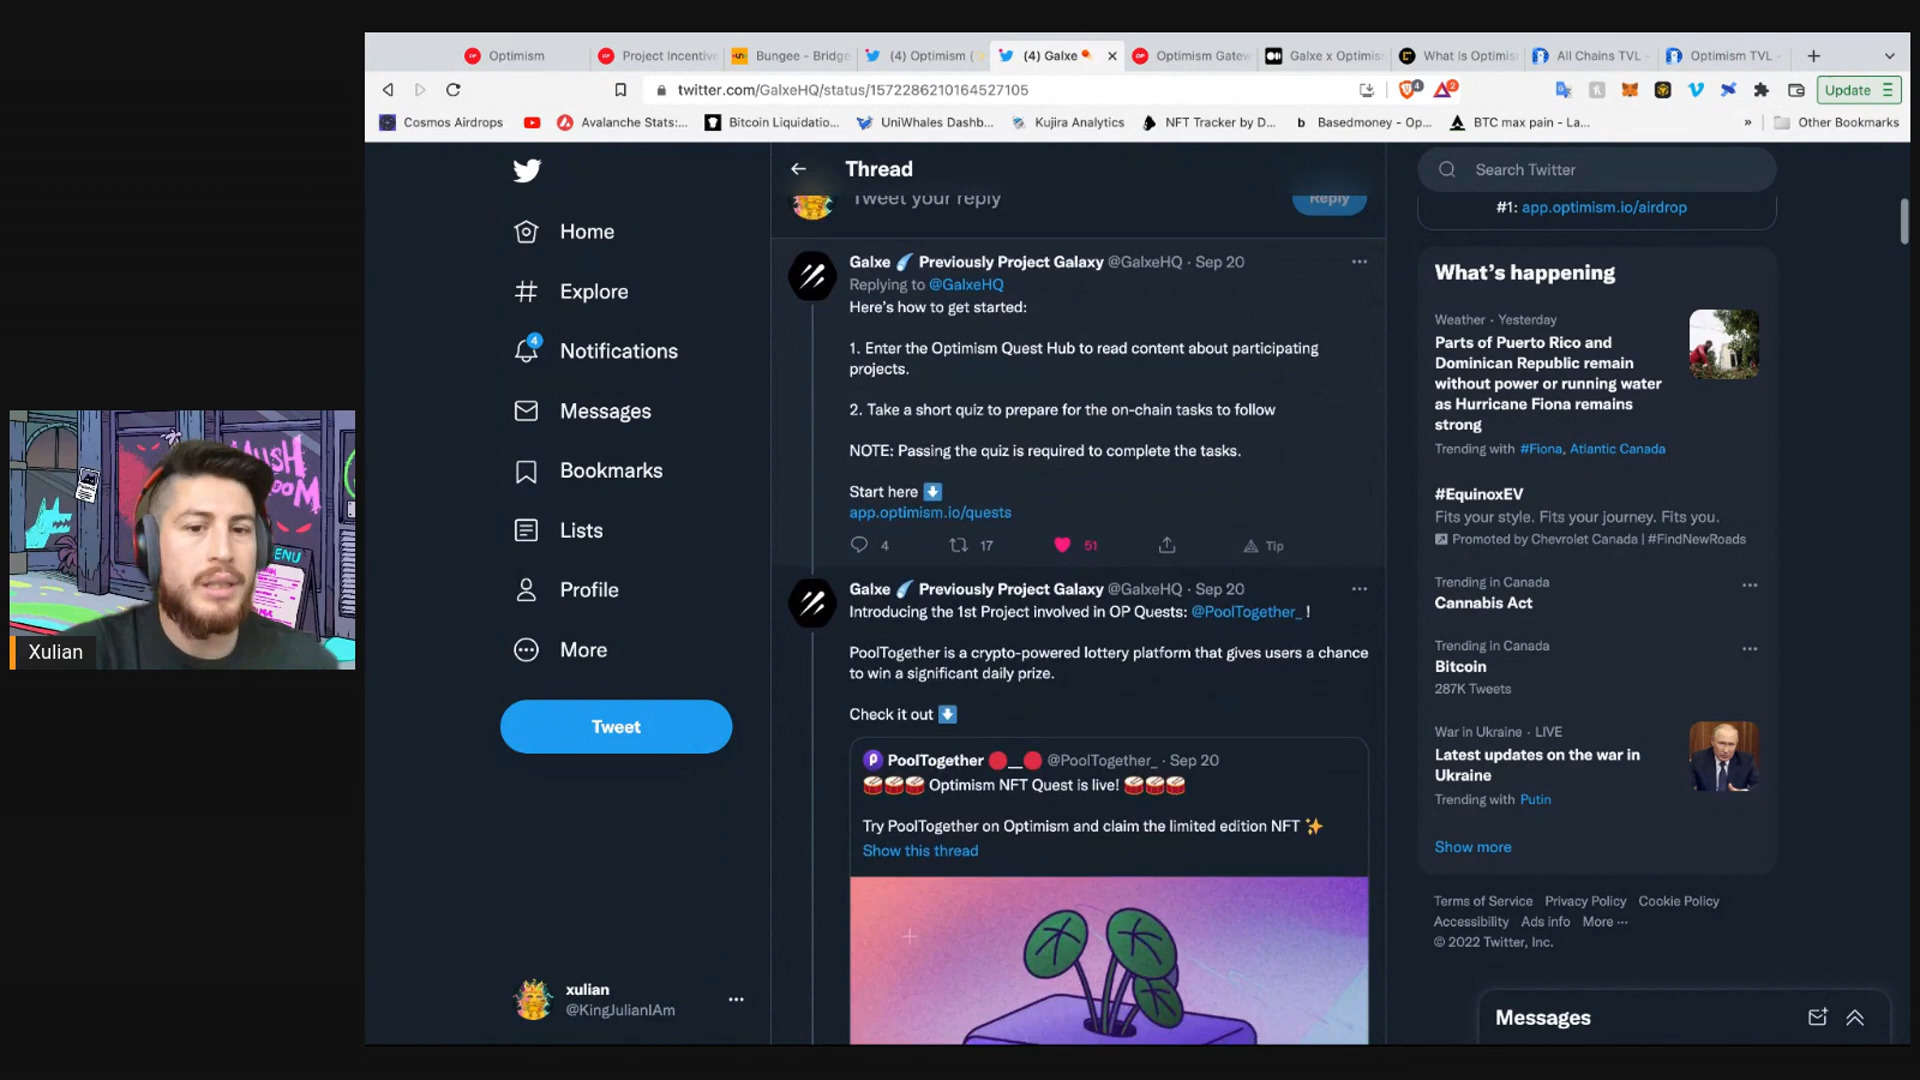 Optimism
Project Incentiv
Bungee - Bridge
(4) Optimism (
(4) Galxe
Optimism Gatew
Galxe x Optimis
What Is Optimis
All Chains TVL -
Optimism TVL -
twitter.com/GalxeHQ/status/1572286210164527105
4
2
Update
Cosmos Airdrops
Avalanche Stats:...
Bitcoin Liquidatio...
UniWhales Dashb...
Kujira Analytics
NFT Tracker by D...
Basedmoney - Op...
BTC max pain - La...
»
Other Bookmarks
Home
Explore
4
Notifications
Messages
Bookmarks
Lists
Profile
More
Tweet
xulian
@KingJulianIAm
Thread
Tweet your reply
Reply
Galxe Previously Project Galaxy @GalxeHQ · Sep 20
Replying to @GalxeHQ
Here's how to get started:
1. Enter the Optimism Quest Hub to read content about participating
projects.
2. Take a short quiz to prepare for the on-chain tasks to follow
NOTE: Passing the quiz is required to complete the tasks.
Start here ⬇️
app.optimism.io/quests
4
17
51
Tip
Galxe Previously Project Galaxy @GalxeHQ · Sep 20
Introducing the 1st Project involved in OP Quests: @PoolTogether_ !
PoolTogether is a crypto-powered lottery platform that gives users a chance
to win a significant daily prize.
Check it out ⬇️
PoolTogether 🔴__🔴 @PoolTogether_ · Sep 20
🥁🥁🥁 Optimism NFT Quest is live! 🥁🥁🥁
Try PoolTogether on Optimism and claim the limited edition NFT ✨
Show this thread
Search Twitter
#1: app.optimism.io/airdrop
What's happening
Weather · Yesterday
Parts of Puerto Rico and
Dominican Republic remain
without power or running water
as Hurricane Fiona remains
strong
Trending with #Fiona, Atlantic Canada
#EquinoxEV
Fits your style. Fits your journey. Fits you.
Promoted by Chevrolet Canada | #FindNewRoads
Trending in Canada
Cannabis Act
Trending in Canada
Bitcoin
287K Tweets
War in Ukraine · LIVE
Latest updates on the war in
Ukraine
Trending with Putin
Show more
Terms of Service Privacy Policy Cookie Policy
Accessibility Ads info More ···
© 2022 Twitter, Inc.
Messages
MENU
Xulian